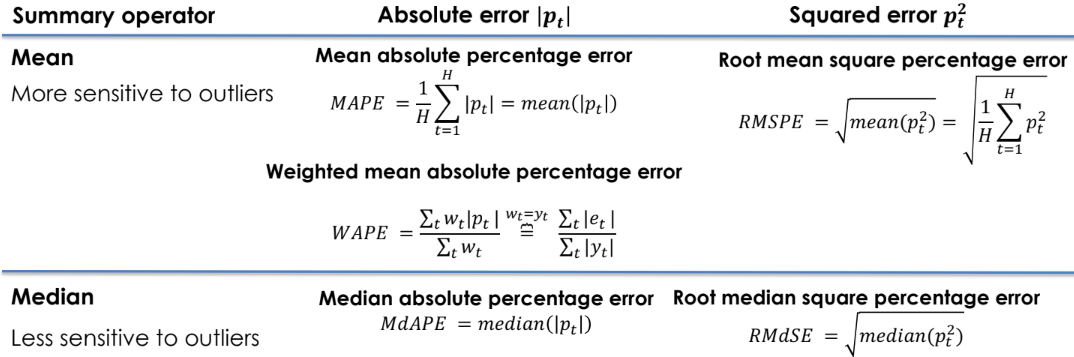 Summary operator Absolute error |p_t| Squared error p_t^2
Mean
More sensitive to outliers
Mean absolute percentage error
MAPE = \frac{1}{H} \sum_{t=1}^{H} |p_t| = mean(|p_t|)
Root mean square percentage error
RMSPE = \sqrt{mean(p_t^2)} = \sqrt{\frac{1}{H} \sum_{t=1}^{H} p_t^2}
Weighted mean absolute percentage error
WAPE = \frac{\sum_t w_t |p_t|}{\sum_t w_t} \overset{w_t = y_t}{≘} \frac{\sum_t |e_t|}{\sum_t |y_t|}
Median
Less sensitive to outliers
Median absolute percentage error
MdAPE = median(|p_t|)
Root median square percentage error
RMdSE = \sqrt{median(p_t^2)}